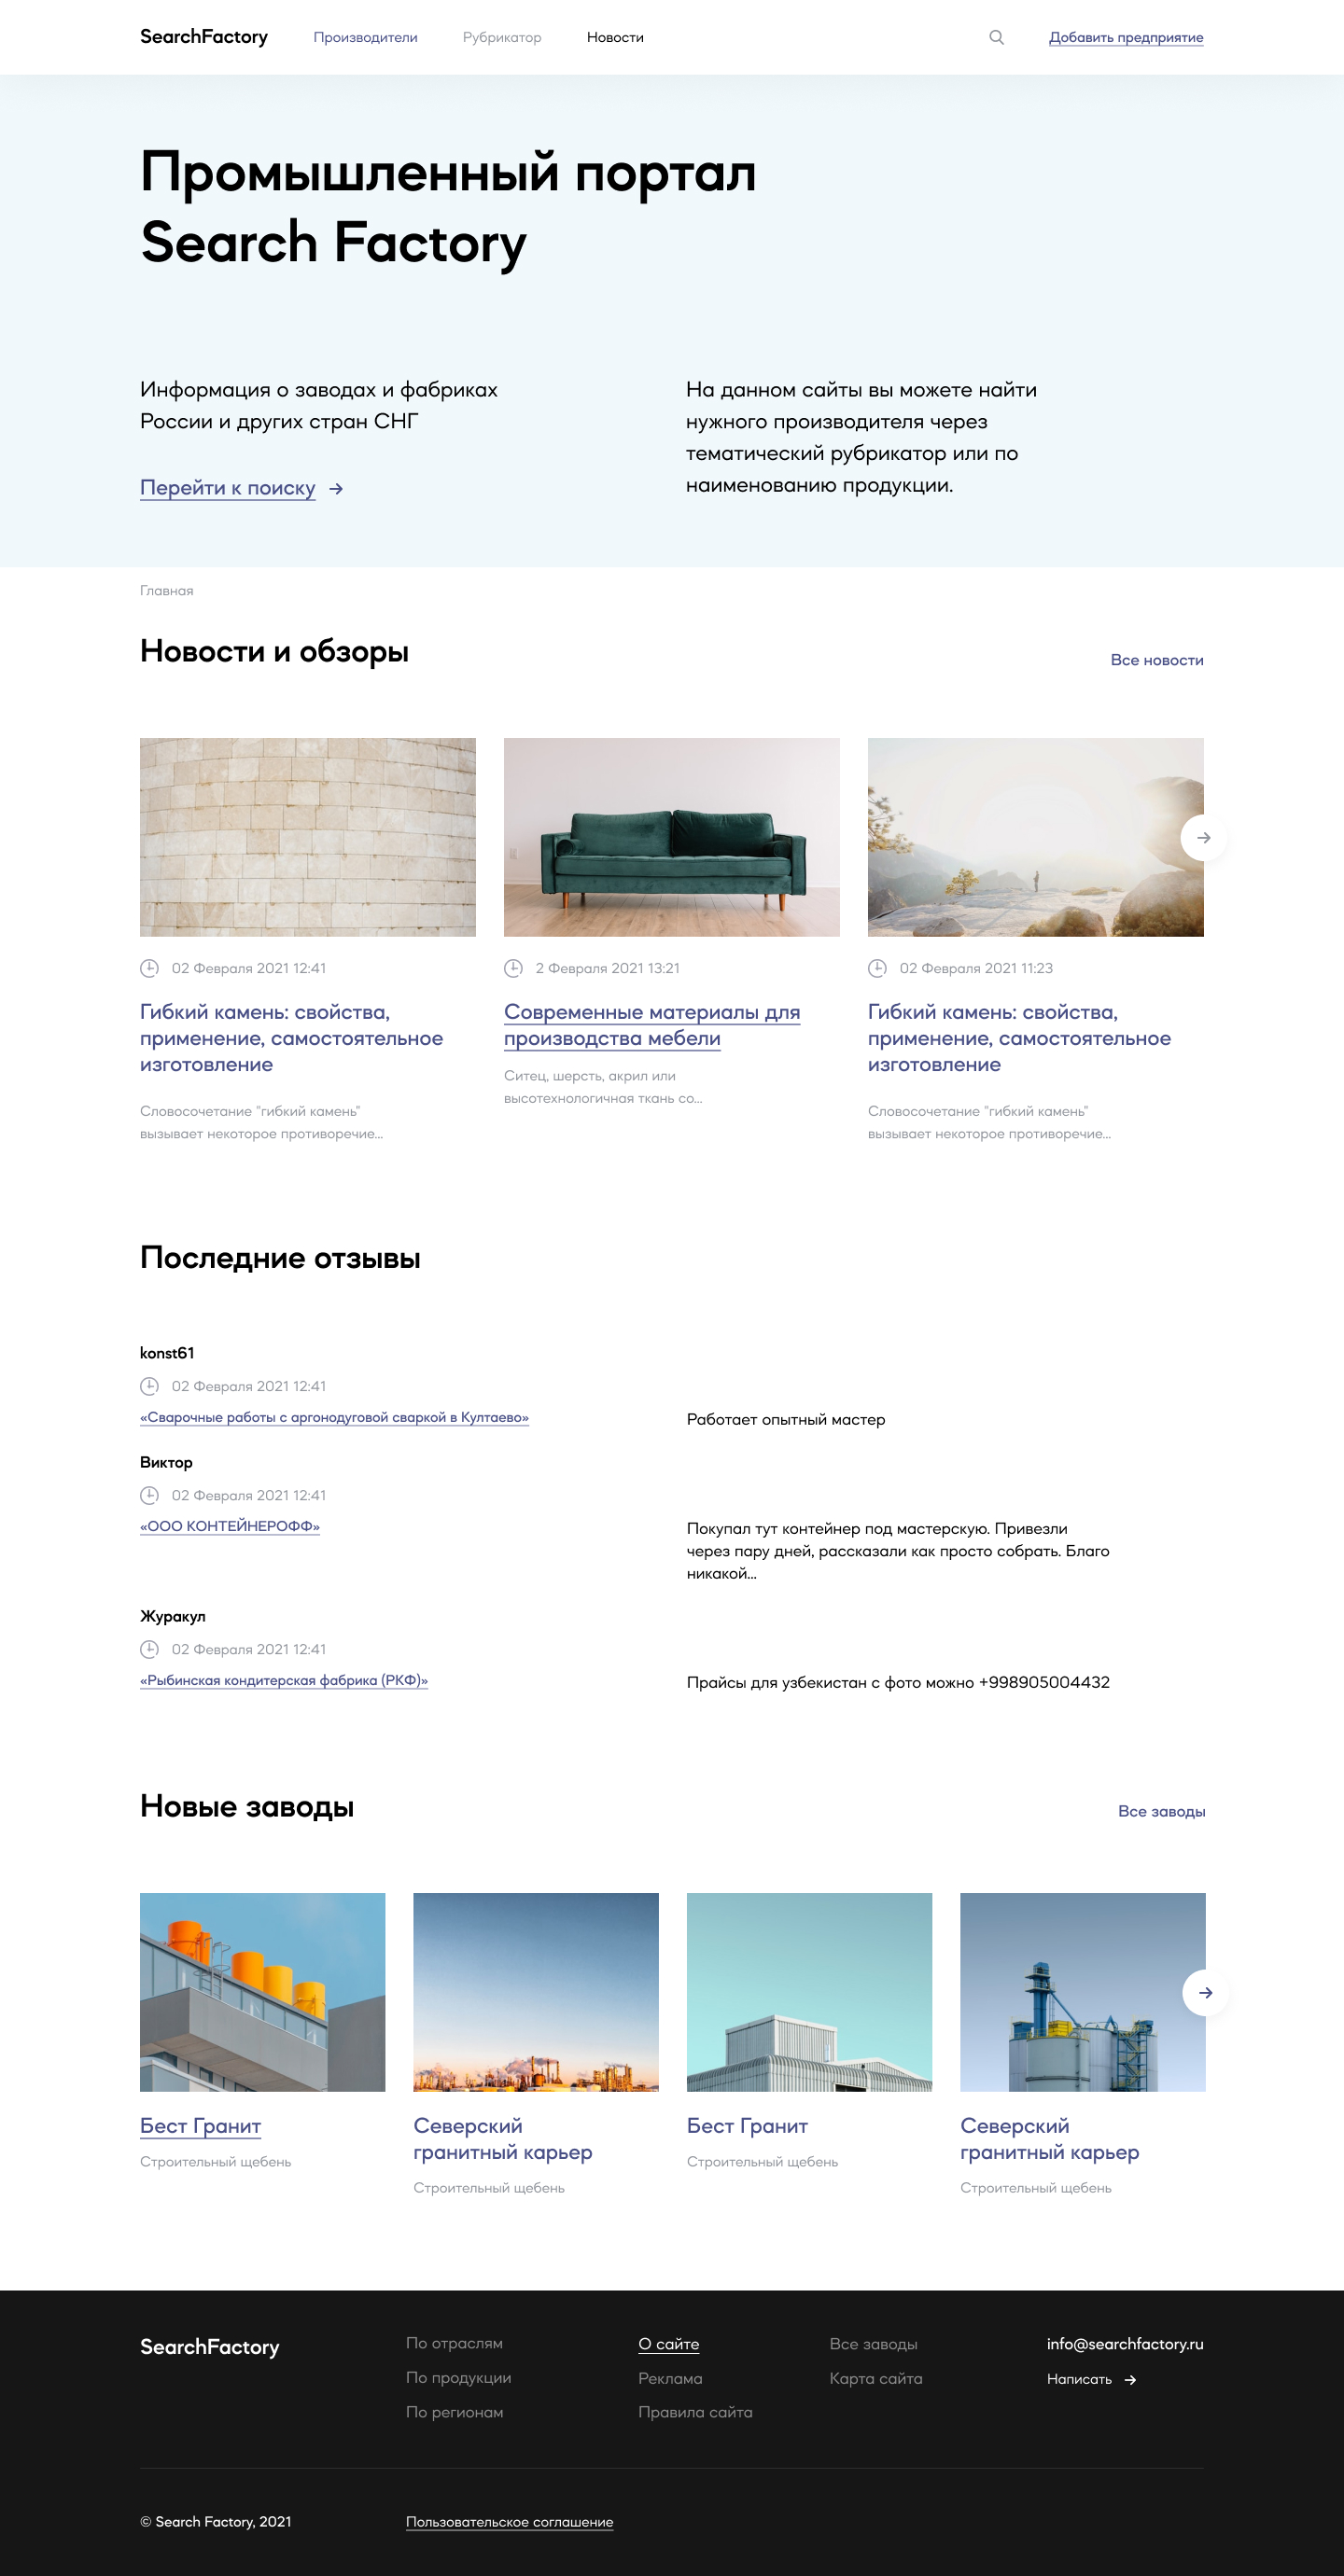 SearchFactory
Производители
Рубрикатор
Новости
Добавить предприятие
Промышленный портал
Search Factory
Информация о заводах и фабриках
России и других стран СНГ
Перейти к поиску
На данном сайты вы можете найти
нужного производителя через
тематический рубрикатор или по
наименованию продукции.
Главная
Новости и обзоры
Все новости
02 Февраля 2021 12:41
Гибкий камень: свойства,
применение, самостоятельное
изготовление
Словосочетание "гибкий камень"
вызывает некоторое противоречие...
2 Февраля 2021 13:21
Современные материалы для
производства мебели
Ситец, шерсть, акрил или
высотехнологичная ткань со...
02 Февраля 2021 11:23
Гибкий камень: свойства,
применение, самостоятельное
изготовление
Словосочетание "гибкий камень"
вызывает некоторое противоречие...
Последние отзывы
konst61
02 Февраля 2021 12:41
«Сварочные работы с аргонодуговой сваркой в Култаево»
Работает опытный мастер
Виктор
02 Февраля 2021 12:41
«ООО КОНТЕЙНЕРОФФ»
Покупал тут контейнер под мастерскую. Привезли
через пару дней, рассказали как просто собрать. Благо
никакой...
Журакул
02 Февраля 2021 12:41
«Рыбинская кондитерская фабрика (РКФ)»
Прайсы для узбекистан с фото можно +998905004432
Новые заводы
Все заводы
Бест Гранит
Строительный щебень
Северский
гранитный карьер
Строительный щебень
Бест Гранит
Строительный щебень
Северский
гранитный карьер
Строительный щебень
SearchFactory
По отраслям
По продукции
По регионам
О сайте
Реклама
Правила сайта
Все заводы
Карта сайта
info@searchfactory.ru
Написать
© Search Factory, 2021
Пользовательское соглашение